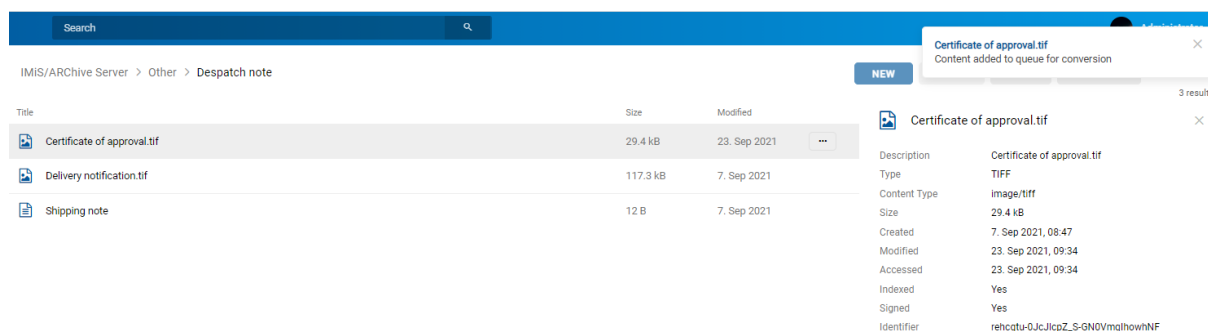 Search
Certificate of approval.tif
Content added to queue for conversion
IMiS/ARChive Server > Other > Despatch note
NEW
3 result
Title Size Modified
Certificate of approval.tif 29.4 kB 23. Sep 2021 ...
Delivery notification.tif 117.3 kB 7. Sep 2021
Shipping note 12 B 7. Sep 2021
Certificate of approval.tif
Description Certificate of approval.tif
Type TIFF
Content Type image/tiff
Size 29.4 kB
Created 7. Sep 2021, 08:47
Modified 23. Sep 2021, 09:34
Accessed 23. Sep 2021, 09:34
Indexed Yes
Signed Yes
Identifier